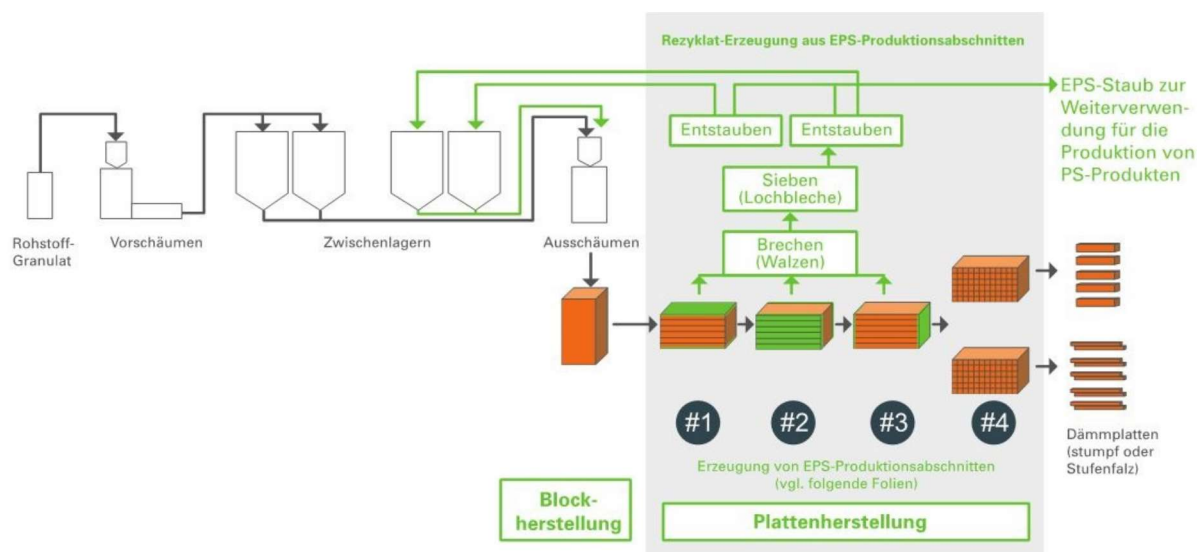 Rezyklat-Erzeugung aus EPS-Produktionsabschnitten
EPS-Staub zur
Weiterverwen-
dung für die
Produktion von
PS-Produkten
Entstauben
Entstauben
Sieben
(Lochbleche)
Brechen
(Walzen)
Rohstoff-
Granulat
Vorschäumen
Zwischenlagern
Ausschäumen
#1
#2
#3
#4
Dämmplatten
(stumpf oder
Stufenfalz)
Erzeugung von EPS-Produktionsabschnitten
(vgl. folgende Folien)
Block-
herstellung
Plattenherstellung